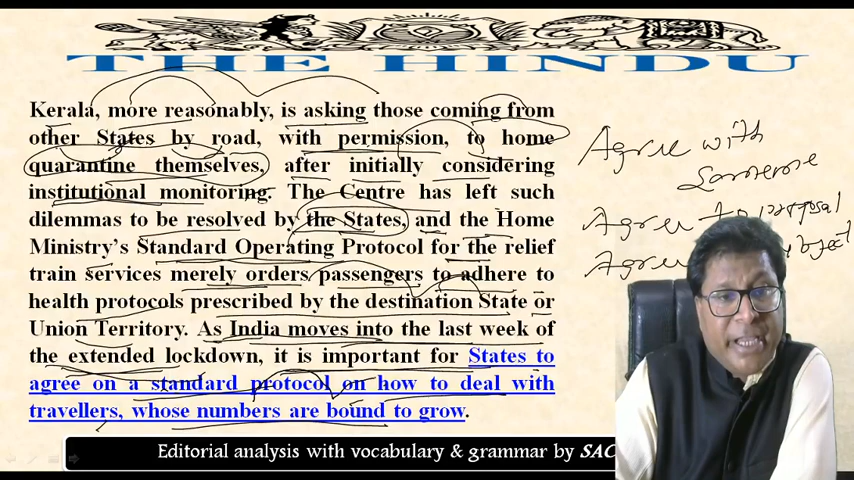 THE HINDU
Kerala, more reasonably, is asking those coming from
other States by road, with permission, to home
quarantine themselves, after initially considering
institutional monitoring. The Centre has left such
dilemmas to be resolved by the States, and the Home
Ministry's Standard Operating Protocol for the relief
train services merely orders passengers to adhere to
health protocols prescribed by the destination State or
Union Territory. As India moves into the last week of
the extended lockdown, it is important for States to
agree on a standard protocol on how to deal with
travellers, whose numbers are bound to grow.
Agree with
Someone
Agree to proposal
Agree
Editorial analysis with vocabulary & grammar by SAC